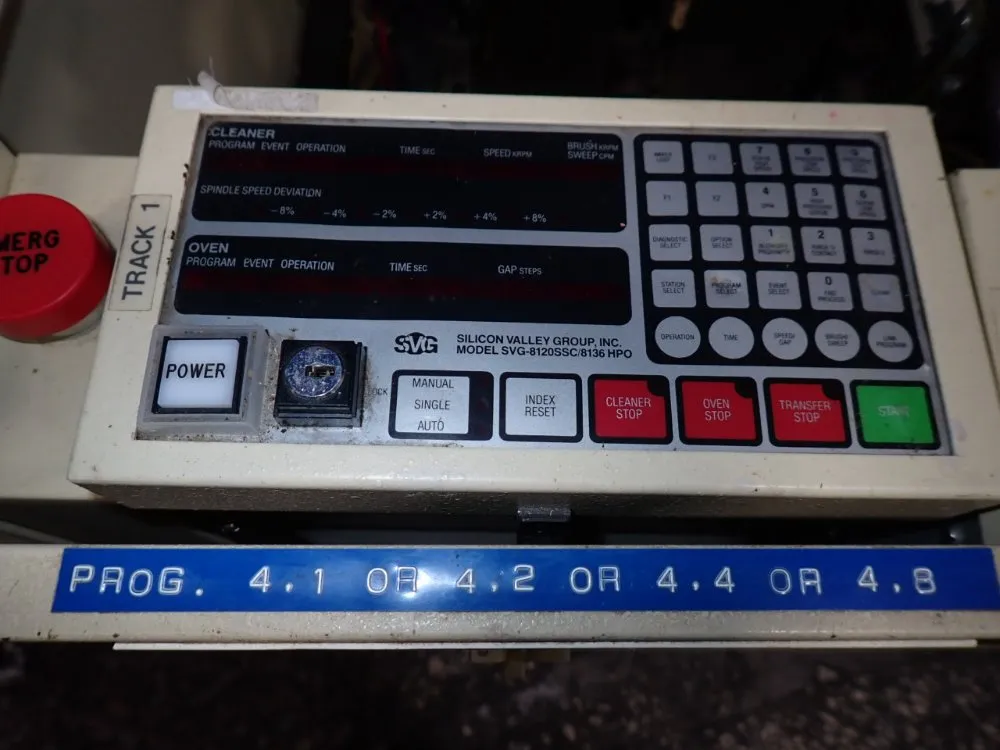 CLEANER
PROGRAM EVENT OPERATION TIME SEC SPEED KRPM BRUSH KRPM
SWEEP CPM
SPINDLE SPEED DEVIATION
-8% -4% -2% +2% +4% +8%
OVEN
PROGRAM EVENT OPERATION TIME SEC GAP STEPS
SVG
SILICON VALLEY GROUP, INC.
MODEL SVG-8120SSC/8136 HPO
TRACK 1
TOP
POWER
MANUAL
SINGLE
AUTO
INDEX
RESET
CLEANER
STOP
OVEN
STOP
TRANSFER
STOP
START
7
4
5
6
F1
F2
DIAGNOSTIC
SELECT
OPTION
SELECT
1
2
3
STATION
SELECT
PROGRAM
SELECT
EVENT
SELECT
0
OPERATION
TIME
SPEED/
GAP
BRUSH/
SWEEP
LINK
PROGRAM
PROG. 4.1 OR 4.2 OR 4.4 OR 4.8